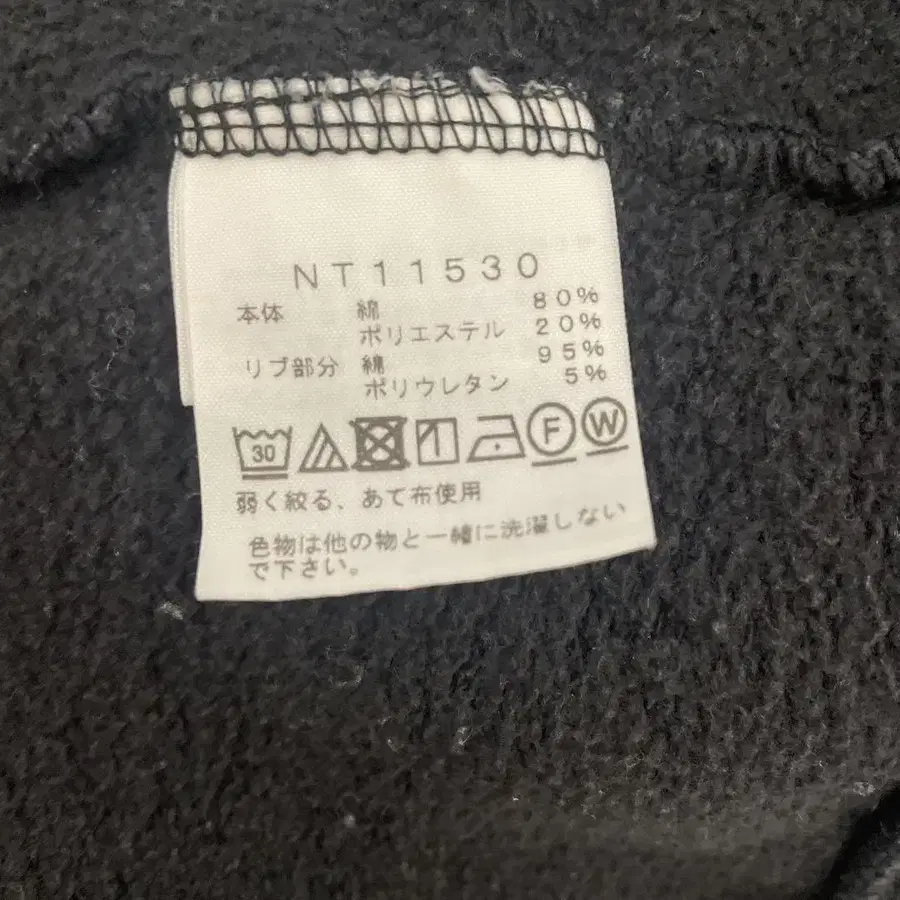 NT11530
本体 綿 80%
ポリエステル 20%
リブ部分 綿 95%
ポリウレタン 5%
30 F W
弱く絞る、あて布使用
色物は他の物と一緒に洗濯しない
で下さい。